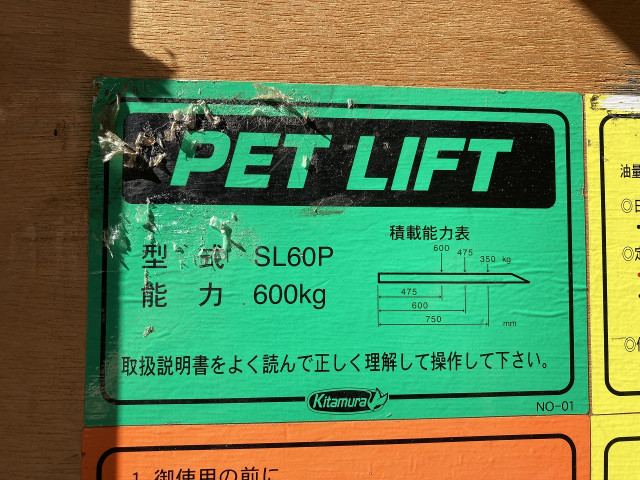 PET LIFT
型 式 SL60P
能 力 600kg
積載能力表
600 475 350 kg
475
600
750 mm
取扱説明書をよく読んで正しく理解して操作して下さい。
Kitamura
NO-01
1. 御使用の前に
油量